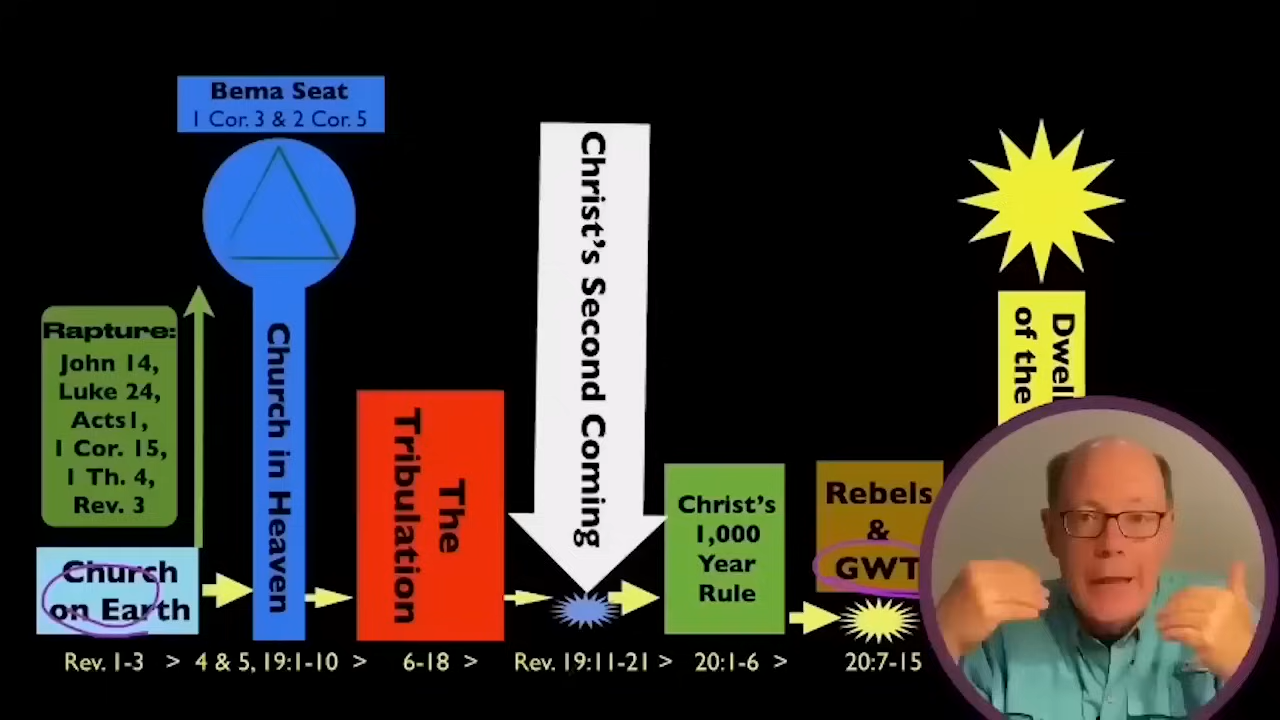 Bema Seat
1 Cor. 3 & 2 Cor. 5
Rapture:
John 14,
Luke 24,
Acts1,
1 Cor. 15,
1 Th. 4,
Rev. 3
Church
on Earth
Church in Heaven
The
Tribulation
Christ's Second Coming
Christ's
1,000
Year
Rule
Rebels
&
GWT
of the
Rev. 1-3 > 4 & 5, 19:1-10 > 6-18 > Rev. 19:11-21 > 20:1-6 > 20:7-15